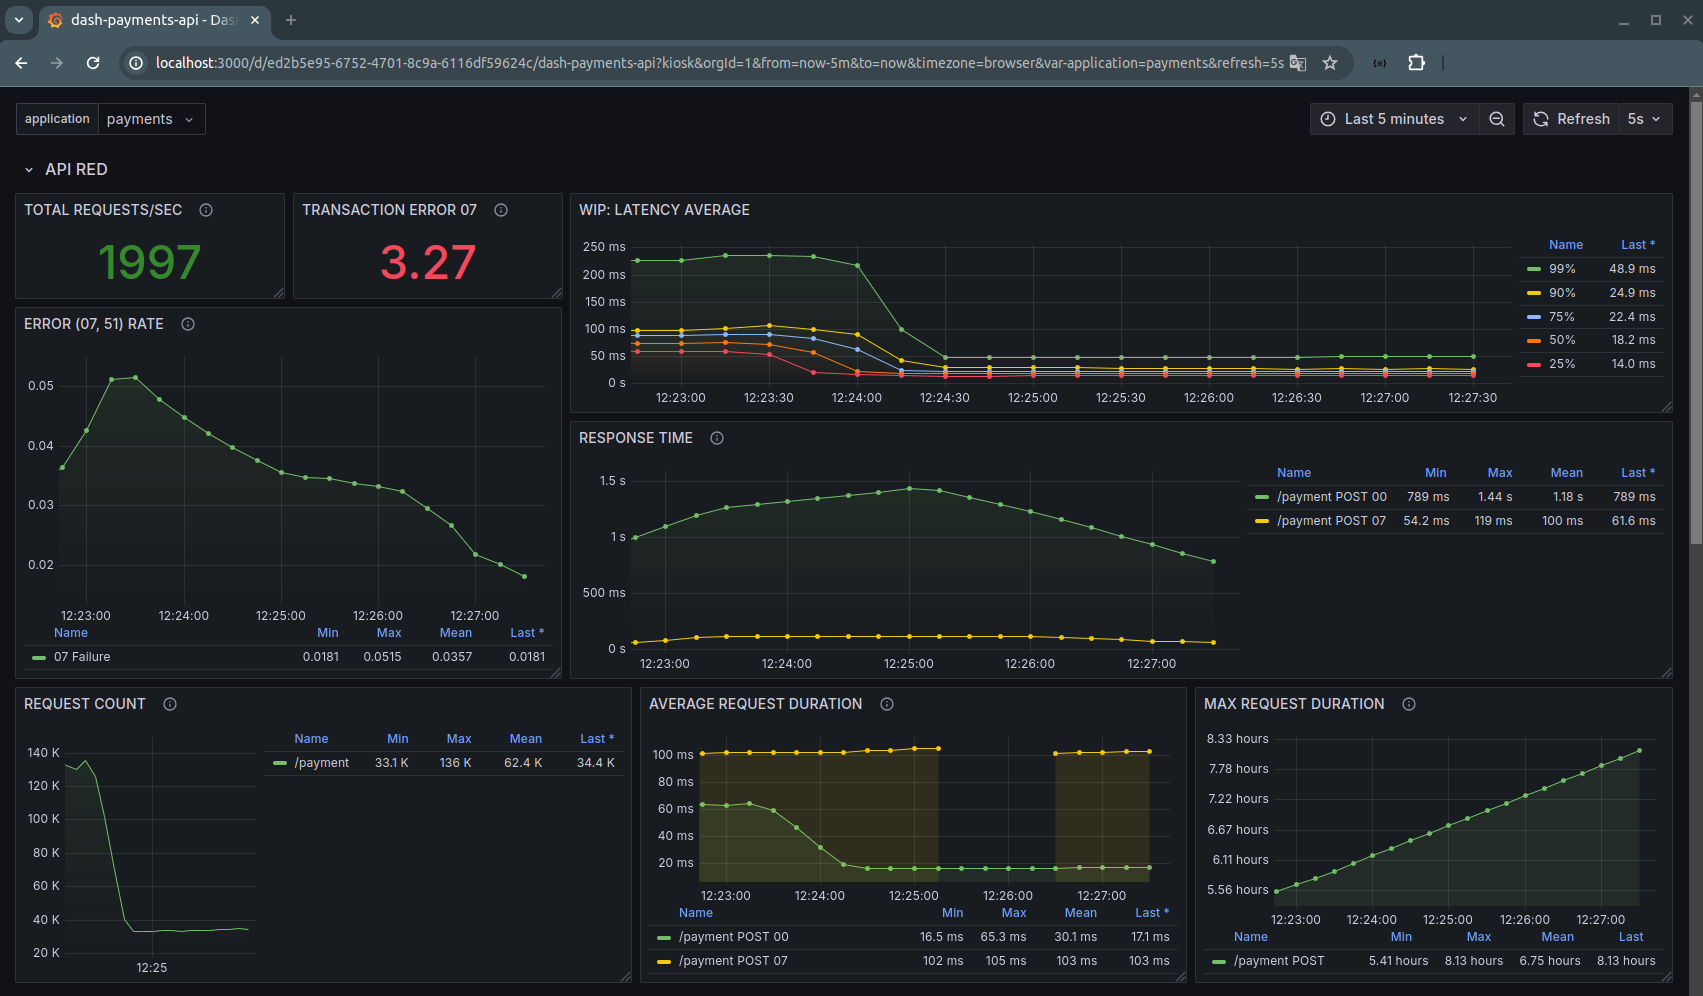 dash-payments-api - Das
localhost:3000/d/ed2b5e95-6752-4701-8c9a-6116df59624c/dash-payments-api?kiosk&orgId=1&from=now-5m&to=now&timezone=browser&var-application=payments&refresh=5s
application payments
Last 5 minutes
Refresh 5s
API RED
TOTAL REQUESTS/SEC
1997
TRANSACTION ERROR 07
3.27
WIP: LATENCY AVERAGE
250 ms
200 ms
150 ms
100 ms
50 ms
0 s
12:23:00 12:23:30 12:24:00 12:24:30 12:25:00 12:25:30 12:26:00 12:26:30 12:27:00 12:27:30
Name Last *
99% 48.9 ms
90% 24.9 ms
75% 22.4 ms
50% 18.2 ms
25% 14.0 ms
ERROR (07, 51) RATE
0.05
0.04
0.03
0.02
12:23:00 12:24:00 12:25:00 12:26:00 12:27:00
Name Min Max Mean Last *
07 Failure 0.0181 0.0515 0.0357 0.0181
RESPONSE TIME
1.5 s
1 s
500 ms
0 s
12:23:00 12:24:00 12:25:00 12:26:00 12:27:00
Name Min Max Mean Last *
/payment POST 00 789 ms 1.44 s 1.18 s 789 ms
/payment POST 07 54.2 ms 119 ms 100 ms 61.6 ms
REQUEST COUNT
140 K
120 K
100 K
80 K
60 K
40 K
20 K
12:25
Name Min Max Mean Last *
/payment 33.1 K 136 K 62.4 K 34.4 K
AVERAGE REQUEST DURATION
100 ms
80 ms
60 ms
40 ms
20 ms
12:23:00 12:24:00 12:25:00 12:26:00 12:27:00
Name Min Max Mean Last *
/payment POST 00 16.5 ms 65.3 ms 30.1 ms 17.1 ms
/payment POST 07 102 ms 105 ms 103 ms 103 ms
MAX REQUEST DURATION
8.33 hours
7.78 hours
7.22 hours
6.67 hours
6.11 hours
5.56 hours
12:23:00 12:24:00 12:25:00 12:26:00 12:27:00
Name Min Max Mean Last
/payment POST 5.41 hours 8.13 hours 6.75 hours 8.13 hours